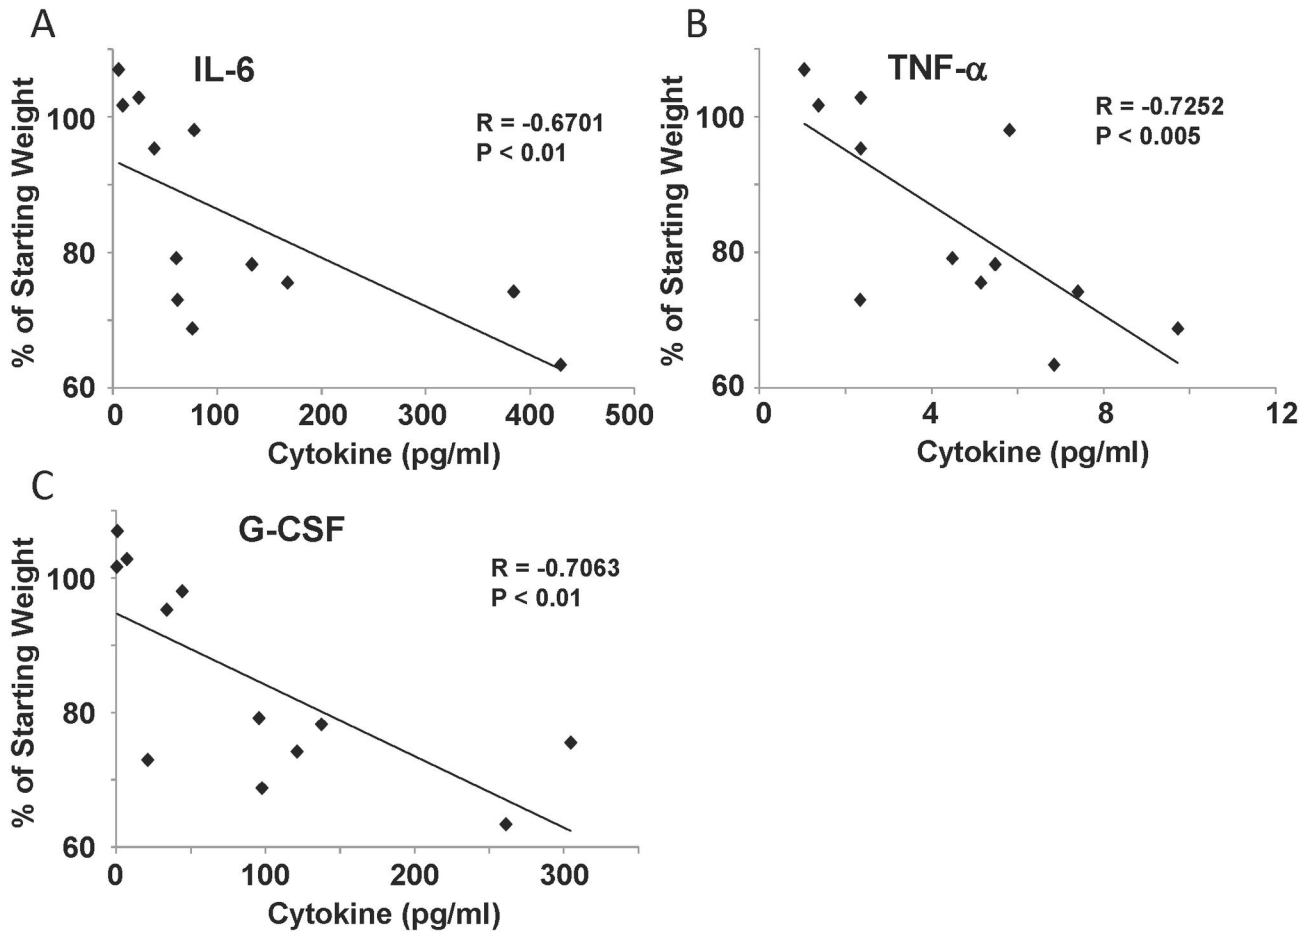 A
IL-6
R = -0.6701
P < 0.01
% of Starting Weight
100
80
60
0 100 200 300 400 500
Cytokine (pg/ml)
B
TNF-α
R = -0.7252
P < 0.005
% of Starting Weight
100
80
60
0 4 8 12
Cytokine (pg/ml)
C
G-CSF
R = -0.7063
P < 0.01
% of Starting Weight
100
80
60
0 100 200 300
Cytokine (pg/ml)